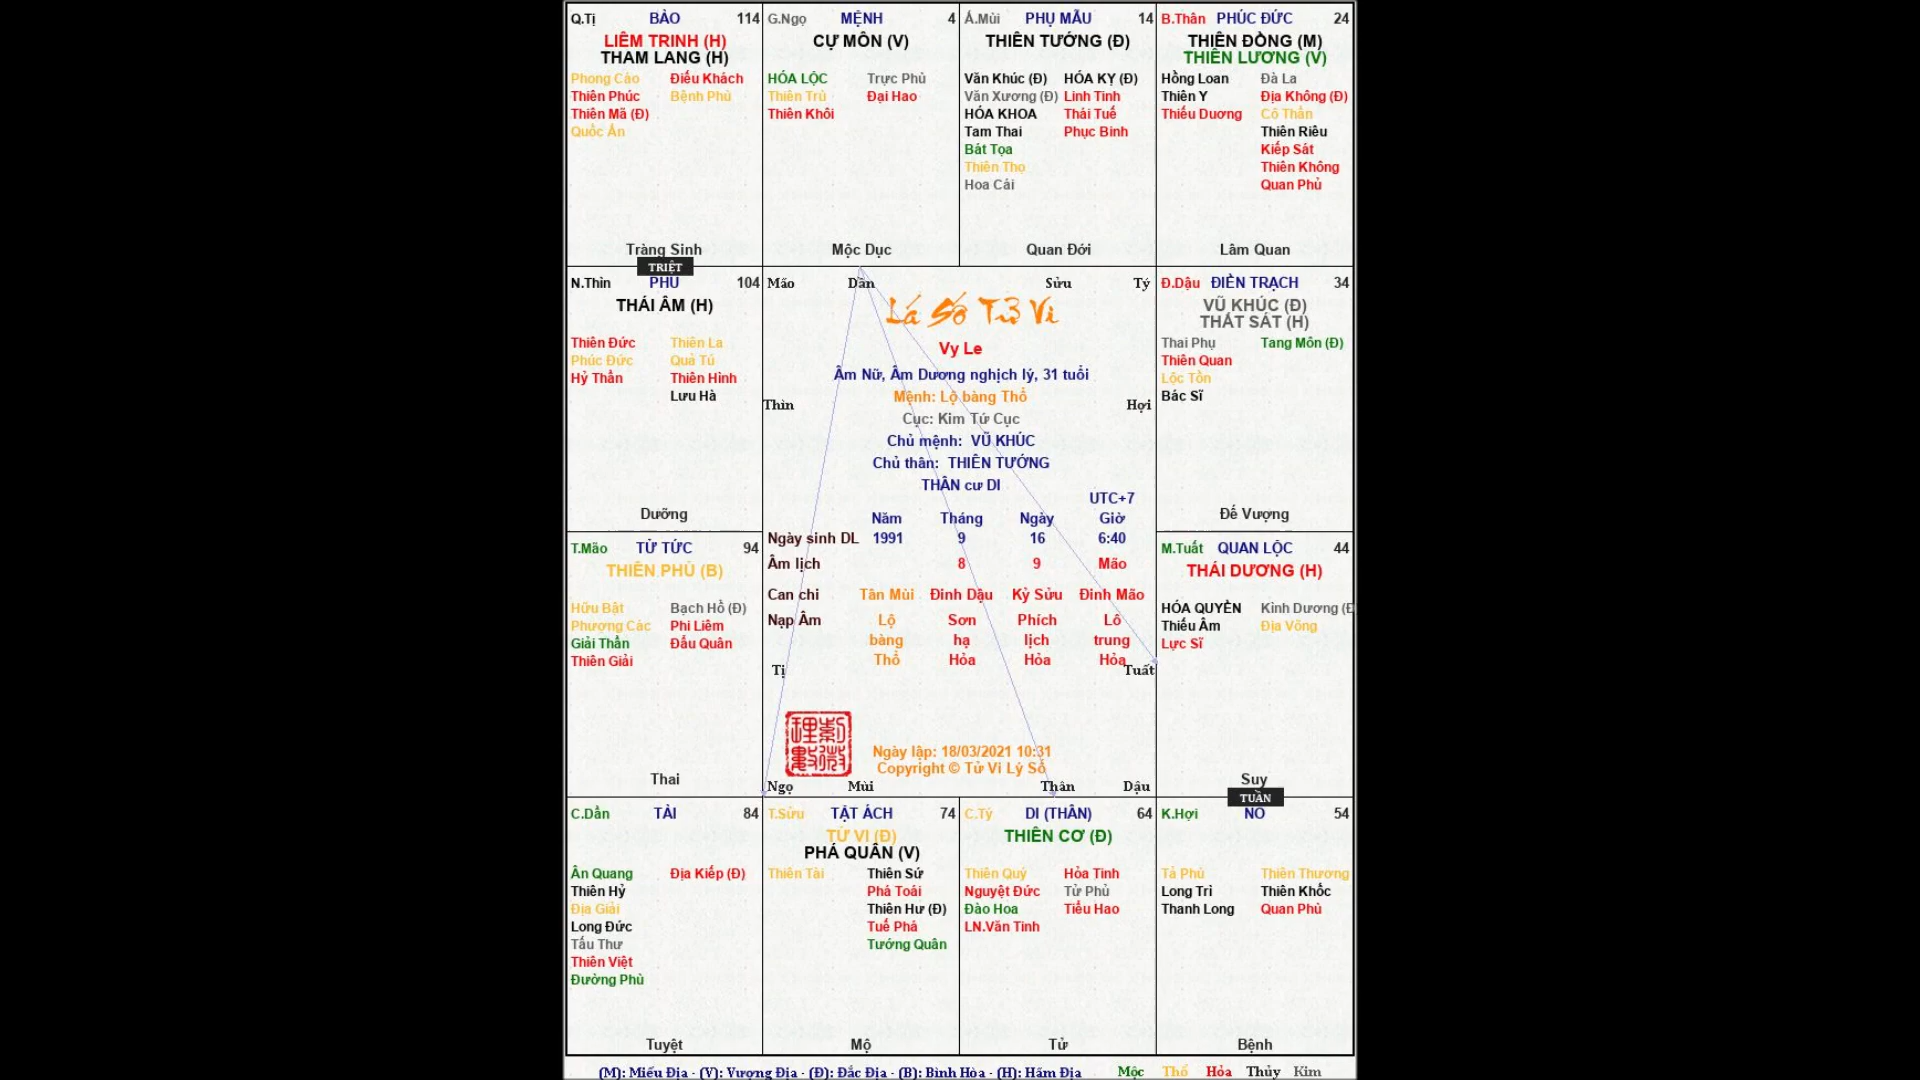 Q.Tị BÀO 114
LIÊM TRINH (H)
THAM LANG (H)
Phong Cáo Điếu Khách
Thiên Phúc Bệnh Phù
Thiên Mã (Đ)
Quốc Ấn
Tràng Sinh
G.Ngọ MỆNH 4
CỰ MÔN (V)
HÓA LỘC Trực Phù
Thiên Trù Đại Hao
Thiên Khôi
Mộc Dục
Ấ.Mùi PHỤ MẪU 14
THIÊN TƯỚNG (Đ)
Văn Khúc (Đ) HÓA KỴ (Đ)
Văn Xương (Đ) Linh Tinh
HÓA KHOA Thái Tuế
Tam Thai Phục Binh
Bát Tọa
Thiên Thọ
Hoa Cái
Quan Đới
B.Thân PHÚC ĐỨC 24
THIÊN ĐỒNG (M)
THIÊN LƯƠNG (V)
Hồng Loan Đà La
Thiên Y Địa Không (Đ)
Thiếu Dương Cô Thần
Thiên Riêu
Kiếp Sát
Thiên Không
Quan Phủ
Lâm Quan
TRIỆT
N.Thìn PHU 104
THÁI ÂM (H)
Thiên Đức Thiên La
Phúc Đức Quả Tú
Hỷ Thần Thiên Hình
Lưu Hà
Dưỡng
Mão Dần Sửu Tý
Lá Số Tử Vi
Vy Le
Âm Nữ, Âm Dương nghịch lý, 31 tuổi
Mệnh: Lộ bàng Thổ
Thìn Hợi
Cục: Kim Tứ Cục
Chủ mệnh: VŨ KHÚC
Chủ thân: THIÊN TƯỚNG
THÂN cư DI
UTC+7
Năm Tháng Ngày Giờ
Ngày sinh DL 1991 9 16 6:40
Âm lịch 8 9 Mão
Can chi Tân Mùi Đinh Dậu Kỷ Sửu Đinh Mão
Nạp Âm Lộ Sơn Phích Lô
bàng hạ lịch trung
Thổ Hỏa Hỏa Hỏa
Tị Tuất
Ngày lập: 18/03/2021 10:31
Copyright © Tử Vi Lý Số
Ngọ Mùi Thân Dậu
Đ.Dậu ĐIỀN TRẠCH 34
VŨ KHÚC (Đ)
THẤT SÁT (H)
Thai Phụ Tang Môn (Đ)
Thiên Quan
Lộc Tồn
Bác Sĩ
Đế Vượng
T.Mão TỬ TỨC 94
THIÊN PHỦ (B)
Hữu Bật Bạch Hổ (Đ)
Phượng Các Phi Liêm
Giải Thần Đẩu Quân
Thiên Giải
Thai
M.Tuất QUAN LỘC 44
THÁI DƯƠNG (H)
HÓA QUYỀN Kình Dương (Đ
Thiếu Âm Địa Võng
Lực Sĩ
Suy
TUẦN
C.Dần TÀI 84
Ân Quang Địa Kiếp (Đ)
Thiên Hỷ
Địa Giải
Long Đức
Tấu Thư
Thiên Việt
Đường Phù
Tuyệt
T.Sửu TẬT ÁCH 74
TỬ VI (Đ)
PHÁ QUÂN (V)
Thiên Tài Thiên Sứ
Phá Toái
Thiên Hư (Đ)
Tuế Phá
Tướng Quân
Mộ
C.Tý DI (THÂN) 64
THIÊN CƠ (Đ)
Thiên Quý Hỏa Tinh
Nguyệt Đức Tử Phù
Đào Hoa Tiểu Hao
LN.Văn Tinh
Tử
K.Hợi NÔ 54
Tả Phù Thiên Thương
Long Trì Thiên Khốc
Thanh Long Quan Phù
Bệnh
(M): Miếu Địa - (V): Vượng Địa - (Đ): Đắc Địa - (B): Bình Hòa - (H): Hãm Địa Mộc Thổ Hỏa Thủy Kim